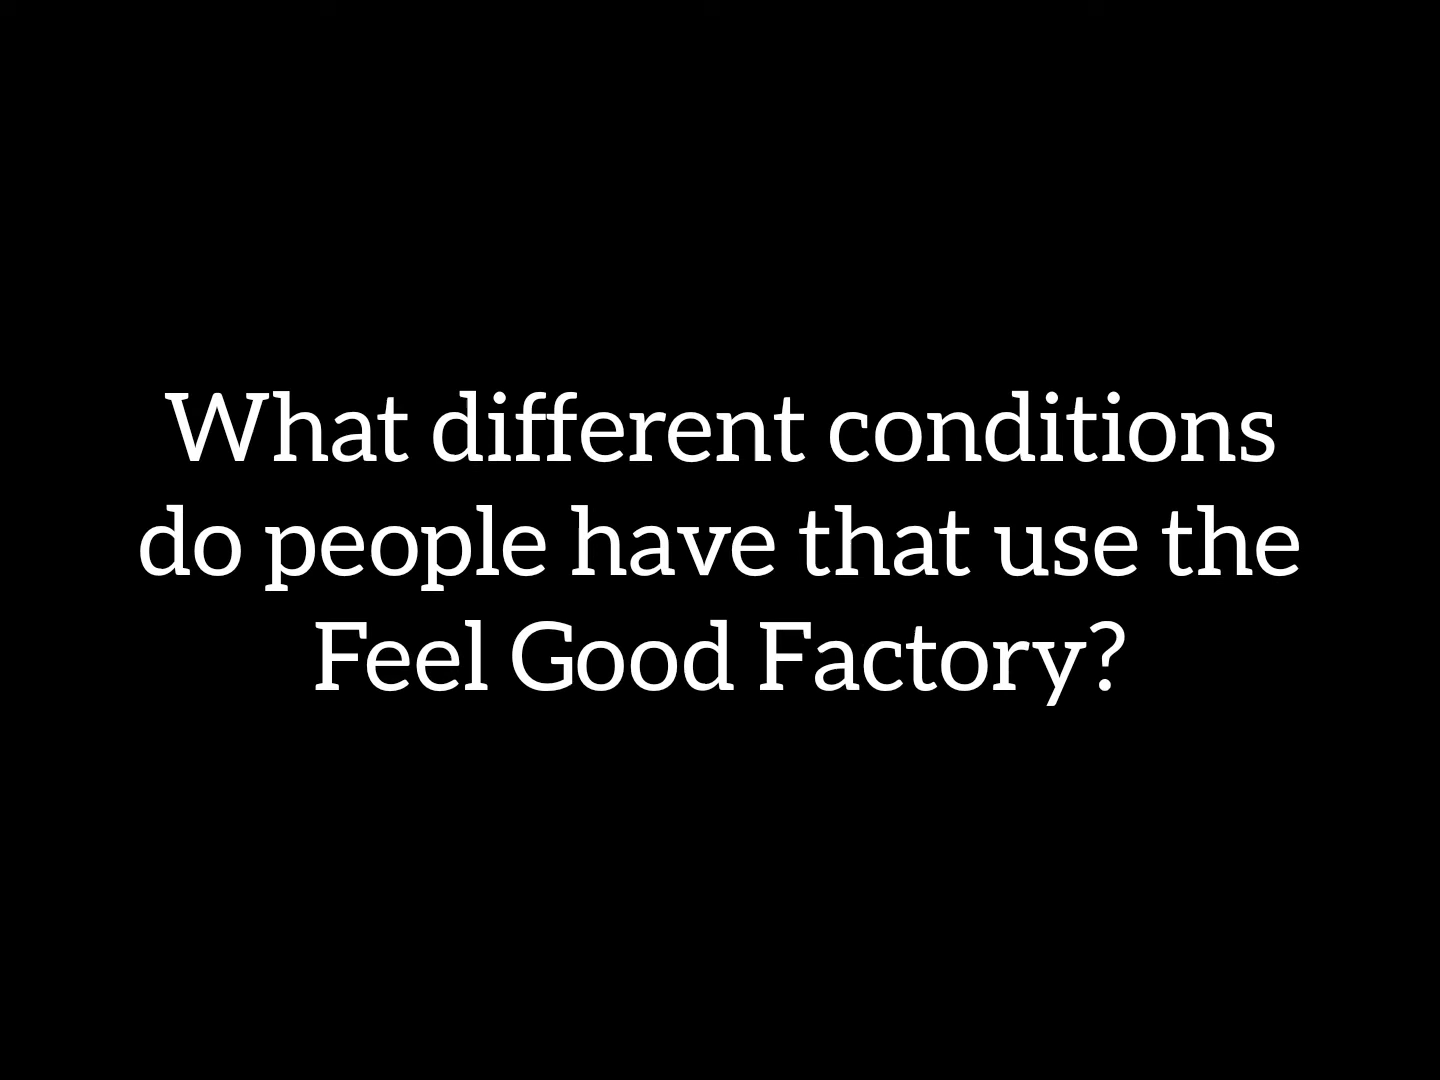 What different conditions
do people have that use the
Feel Good Factory?